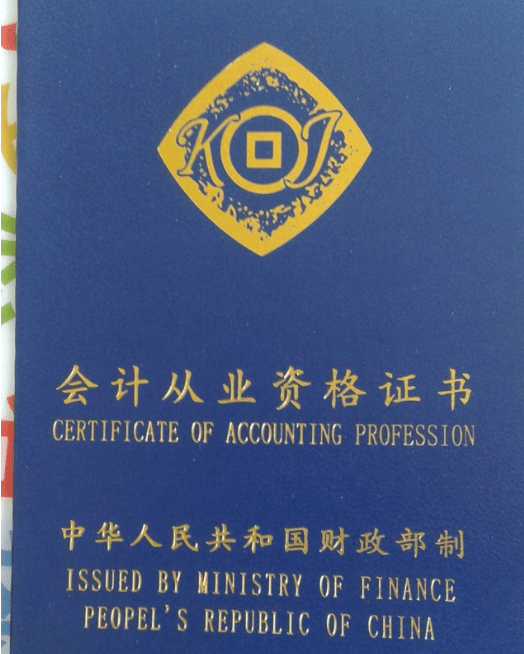 KJ
会计从业资格证书
CERTIFICATE OF ACCOUNTING PROFESSION
中华人民共和国财政部制
ISSUED BY MINISTRY OF FINANCE
PEOPEL'S REPUBLIC OF CHINA